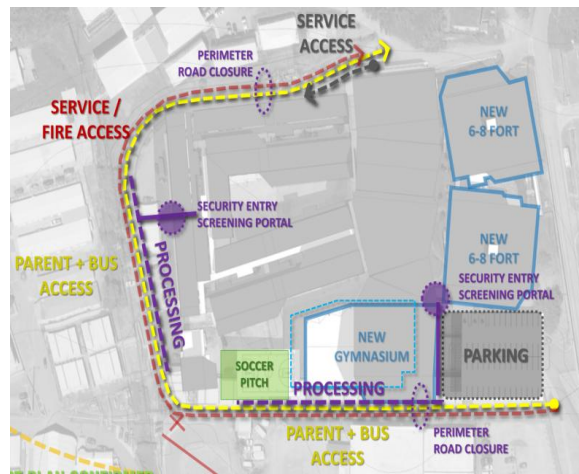 SERVICE
ACCESS
PERIMETER
ROAD CLOSURE
SERVICE /
FIRE ACCESS
NEW
6-8 FORT
SECURITY ENTRY
SCREENING PORTAL
PARENT + BUS
ACCESS
PROCESSING
NEW
6-8 FORT
SECURITY ENTRY
SCREENING PORTAL
NEW
GYMNASIUM
PARKING
SOCCER
PITCH
PROCESSING
PARENT + BUS
ACCESS
PERIMETER
ROAD CLOSURE